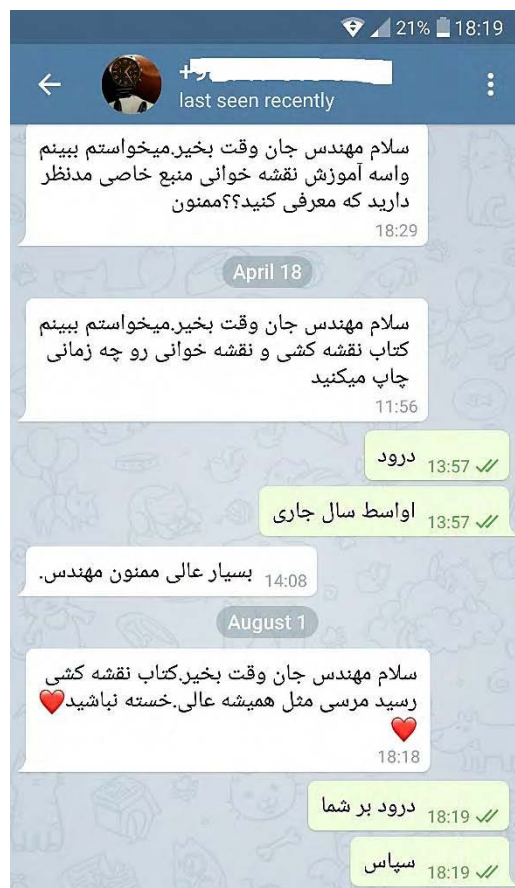 21% 18:19
last seen recently
سلام مهندس جان وقت بخیر.میخواستم ببینم
واسه آموزش نقشه خوانی منبع خاصی مدنظر
دارید که معرفی کنید؟؟ممنون
18:29
April 18
سلام مهندس جان وقت بخیر.میخواستم ببینم
کتاب نقشه کشی و نقشه خوانی رو چه زمانی
چاپ میکنید
11:56
درود 13:57
اواسط سال جاری 13:57
بسیار عالی ممنون مهندس. 14:08
August 1
سلام مهندس جان وقت بخیر.کتاب نقشه کشی
رسید مرسی مثل همیشه عالی.خسته نباشید❤️
❤️
18:18
درود بر شما 18:19
سپاس 18:19